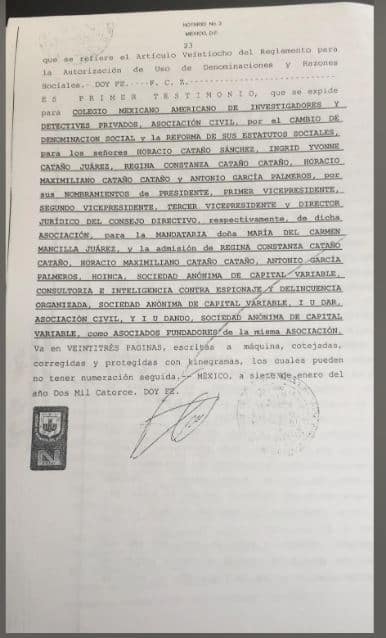 NOTARIO No. 3
MÉXICO, D.F.
23
que se refiere el Artículo Veintiocho del Reglamento para
la Autorización de Uso de Denominaciones y Razones
Sociales.- DOY FE.- - -F. C. Z.
ES PRIMER TESTIMONIO, que se expide
para COLEGIO MEXICANO AMERICANO DE INVESTIGADORES Y
DETECTIVES PRIVADOS, ASOCIACIÓN CIVIL, por el CAMBIO DE
DENOMINACION SOCIAL y la REFORMA DE SUS ESTATUTOS SOCIALES,
para los señores HORACIO CATAÑO SÁNCHEZ, INGRID YVONNE
CATAÑO JUÁREZ, REGINA CONSTANZA CATAÑO CATAÑO, HORACIO
MAXIMILIANO CATAÑO CATAÑO y ANTONIO GARCÍA PALMEROS, por
sus NOMBRAMIENTOS de PRESIDENTE, PRIMER VICEPRESIDENTE,
SEGUNDO VICEPRESIDENTE, TERCER VICEPRESIDENTE y DIRECTOR
JURÍDICO DEL CONSEJO DIRECTIVO, respectivamente, de dicha
ASOCIACIÓN, para la MANDATARIA doña MARÍA DEL CARMEN
MANCILLA JUÁREZ, y la admisión de REGINA CONSTANZA CATAÑO
CATAÑO, HORACIO MAXIMILIANO CATAÑO CATAÑO, ANTONIO GARCÍA
PALMEROS, HOINCA, SOCIEDAD ANÓNIMA DE CAPITAL VARIABLE,
CONSULTORIA E INTELIGENCIA CONTRA ESPIONAJE Y DELINCUENCIA
ORGANIZADA, SOCIEDAD ANÓNIMA DE CAPITAL VARIABLE, I U DAR,
ASOCIACIÓN CIVIL, Y I U DANDO, SOCIEDAD ANÓNIMA DE CAPITAL
VARIABLE, como ASOCIADOS FUNDADORES de la misma ASOCIACIÓN.
Va en VEINTITRÉS PAGINAS, escritas a máquina, cotejadas,
corregidas y protegidas con kinegramas, los cuales pueden
no tener numeración seguida.-- MÉXICO, a siete de enero del
año Dos Mil Catorce. DOY FE.
N